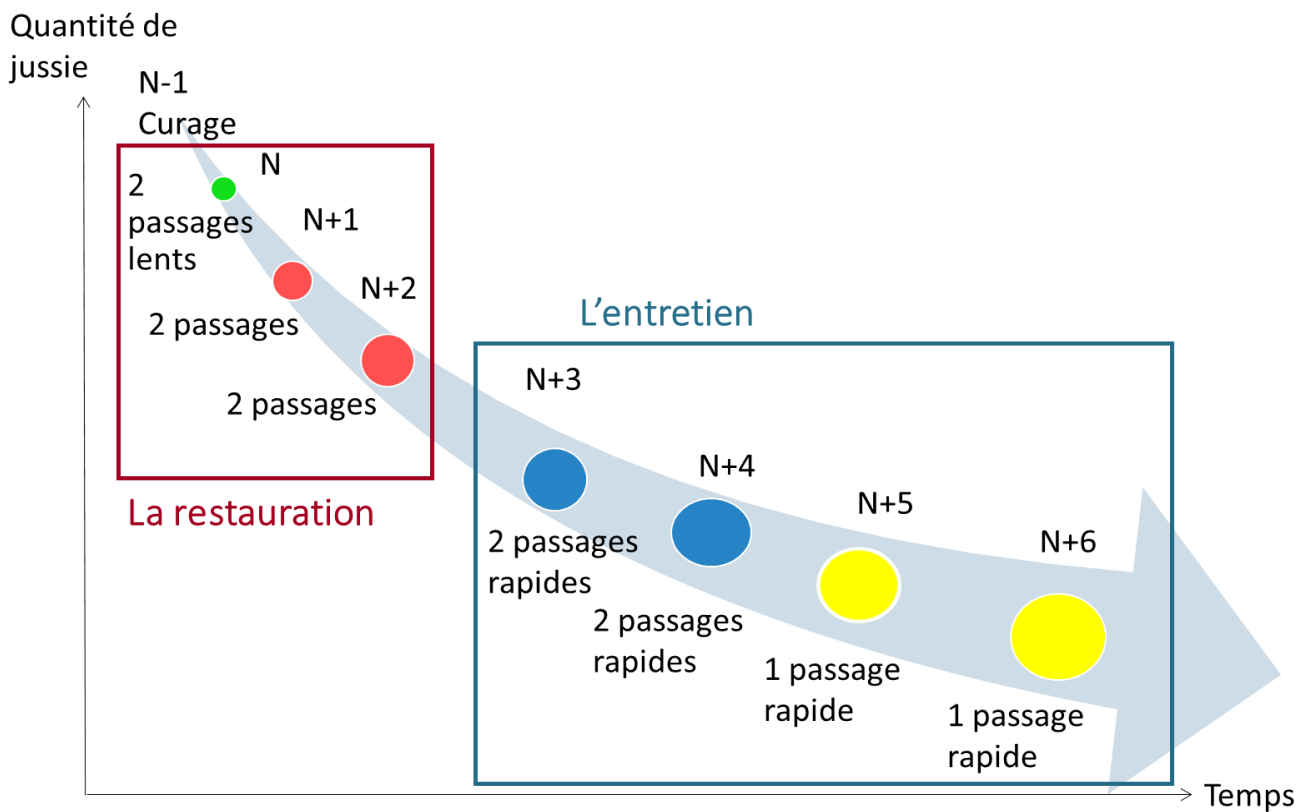 Quantité de
jussie
N-1
Curage
N
2
passages
lents
N+1
2 passages
N+2
2 passages
La restauration
L’entretien
N+3
2 passages
rapides
N+4
2 passages
rapides
N+5
1 passage
rapide
N+6
1 passage
rapide
Temps